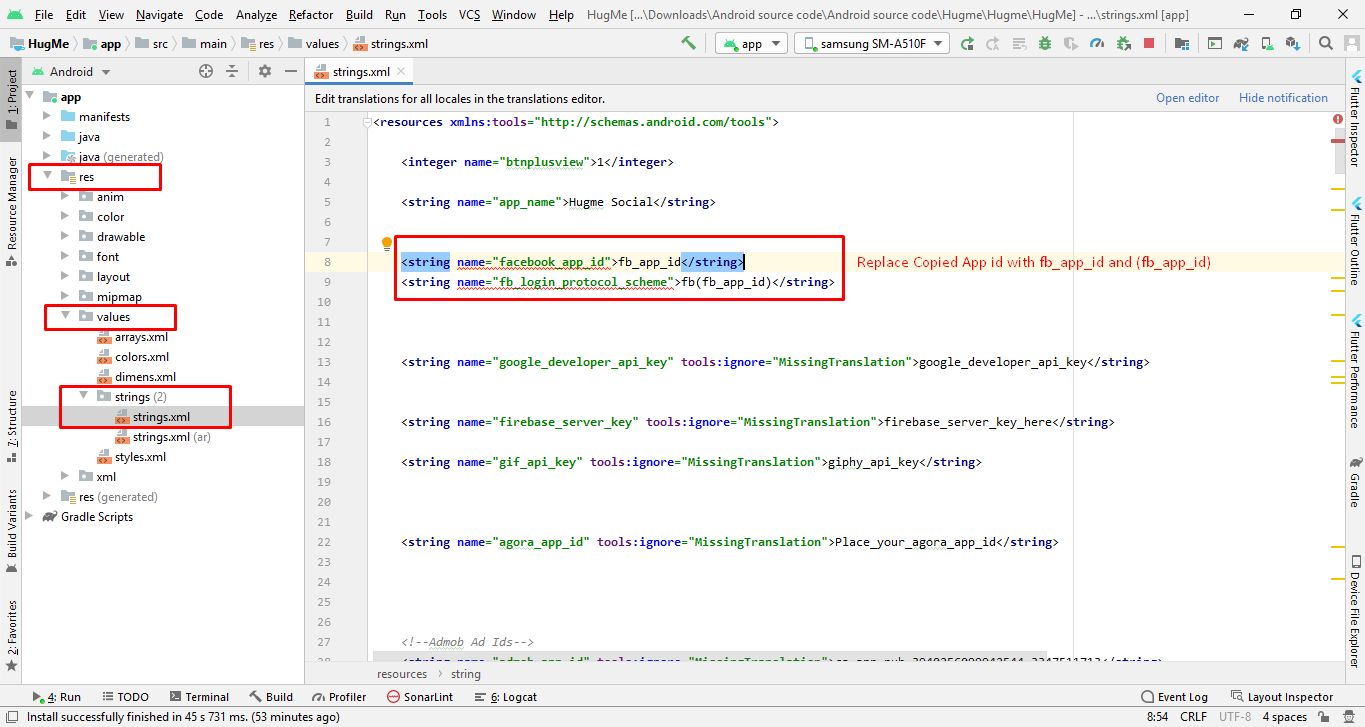 File Edit View Navigate Code Analyze Refactor Build Run Tools VCS Window Help HugMe [...\Downloads\Android source code\Android source code\Hugme\Hugme\HugMe] - ...\strings.xml [app]
HugMe app src main res values strings.xml app samsung SM-A510F
Android
strings.xml
Edit translations for all locales in the translations editor. Open editor Hide notification
1: Project
Resource Manager
7: Structure
Build Variants
2: Favorites
app
manifests
java
java (generated)
res
anim
color
drawable
font
layout
mipmap
values
arrays.xml
colors.xml
dimens.xml
strings (2)
strings.xml
strings.xml (ar)
styles.xml
xml
res (generated)
Gradle Scripts
1 <resources xmlns:tools="http://schemas.android.com/tools">
2
3 <integer name="btnplusview">1</integer>
4
5 <string name="app_name">Hugme Social</string>
6
7
8 <string name="facebook_app_id">fb_app_id</string> Replace Copied App id with fb_app_id and (fb_app_id)
9 <string name="fb_login_protocol_scheme">fb(fb_app_id)</string>
10
11
12
13 <string name="google_developer_api_key" tools:ignore="MissingTranslation">google_developer_api_key</string>
14
15
16 <string name="firebase_server_key" tools:ignore="MissingTranslation">firebase_server_key_here</string>
17
18 <string name="gif_api_key" tools:ignore="MissingTranslation">giphy_api_key</string>
19
20
21
22 <string name="agora_app_id" tools:ignore="MissingTranslation">Place_your_agora_app_id</string>
23
24
25
26
27 <!--Admob Ad Ids-->
28 <string name="admob_app_id" tools:ignore="MissingTranslation">ca-app-pub-3940256099942544~3347511713</string>
resources › string
Flutter Inspector
Flutter Outline
Flutter Performance
Gradle
Device File Explorer
4: Run TODO Terminal Build Profiler SonarLint 6: Logcat Event Log Layout Inspector
Install successfully finished in 45 s 731 ms. (53 minutes ago) 8:54 CRLF UTF-8 4 spaces